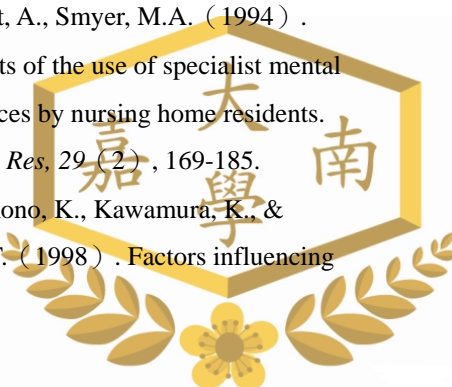 t, A., Smyer, M.A.（1994）.
ts of the use of specialist mental
ces by nursing home residents.
Res, 29（2）, 169-185.
ono, K., Kawamura, K., &
T.（1998）. Factors influencing
大
嘉 南
學